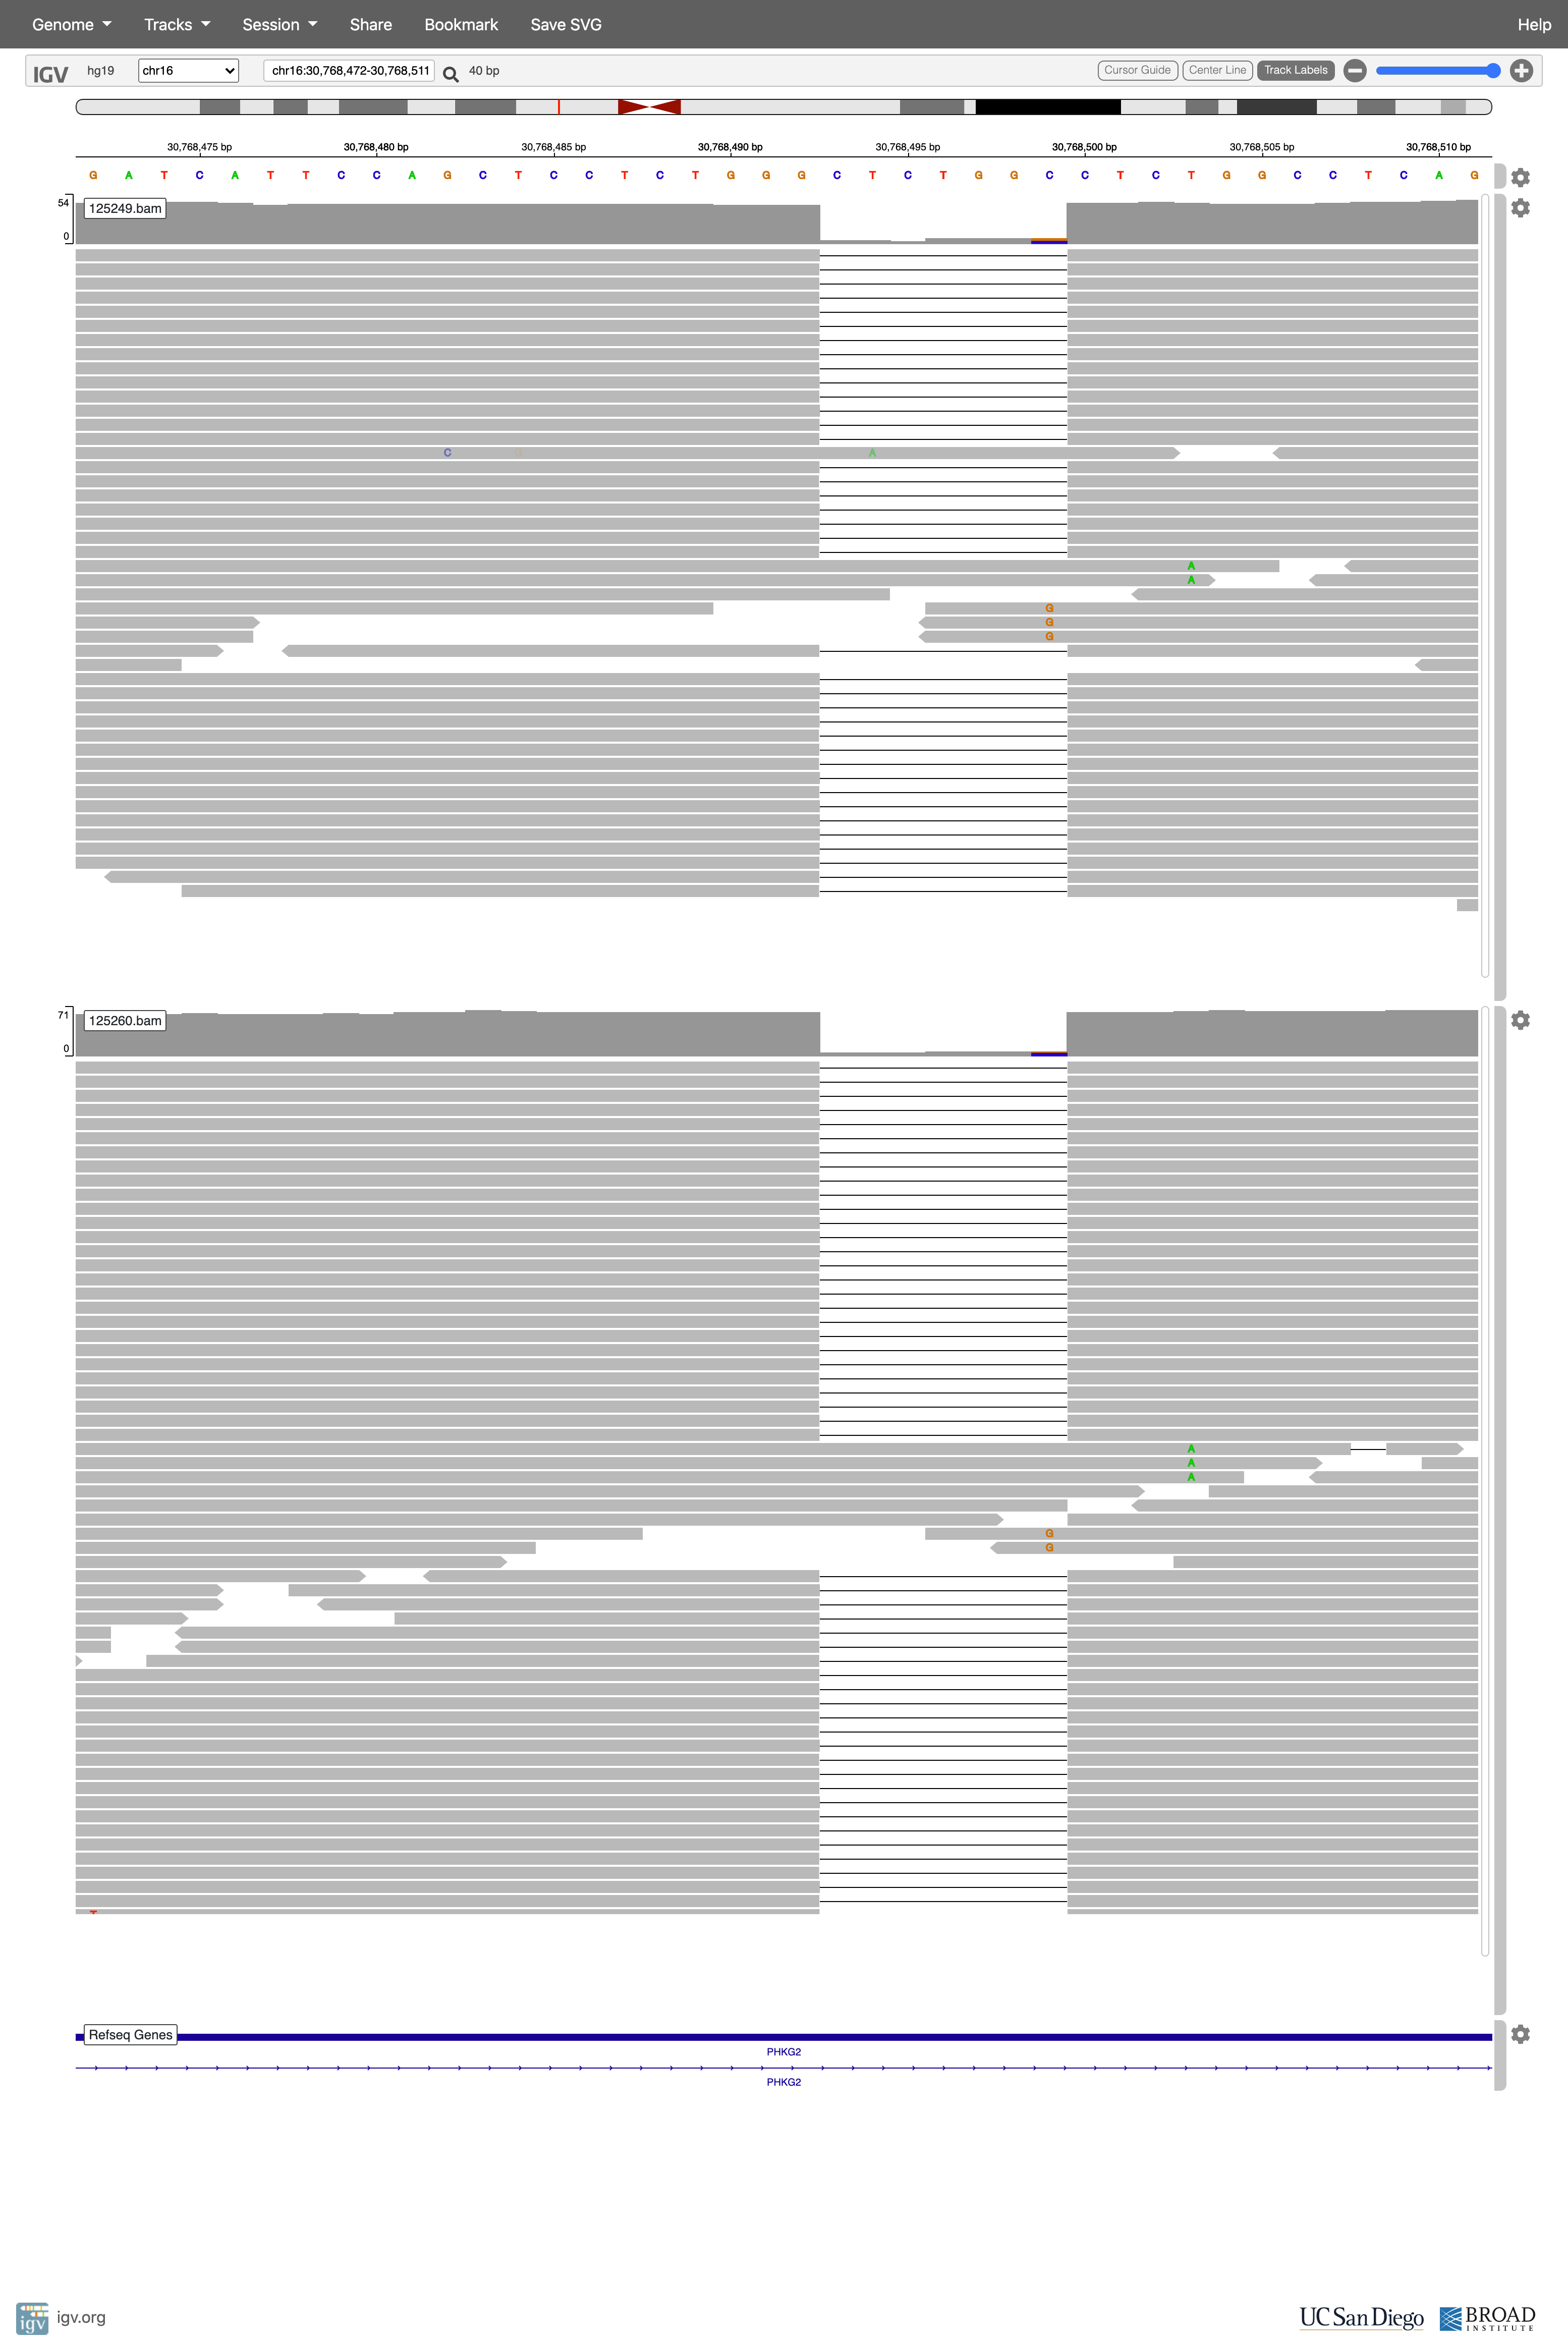 Genome Tracks Session Share Bookmark Save SVG Help
IGV hg19 chr16 chr16:30,768,472-30,768,511 40 bp Cursor Guide Center Line Track Labels
30,768,475 bp 30,768,480 bp 30,768,485 bp 30,768,490 bp 30,768,495 bp 30,768,500 bp 30,768,505 bp 30,768,510 bp
G A T C A T T C C A G C T C C T C T G G G C T C T G G C C T C T G G C C T C A G
54
125249.bam
0
C G A
A
A
G
G
G
71
125260.bam
0
A
A
A
G
G
T
Refseq Genes
PHKG2
PHKG2
igv igv.org UC San Diego BROAD
INSTITUTE